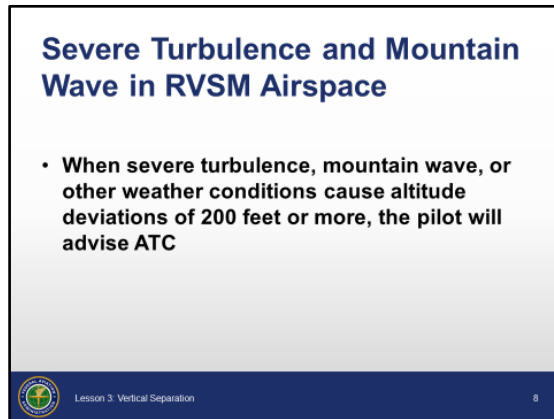 Severe Turbulence and Mountain
Wave in RVSM Airspace
• When severe turbulence, mountain wave, or
other weather conditions cause altitude
deviations of 200 feet or more, the pilot will
advise ATC
Lesson 3: Vertical Separation
8